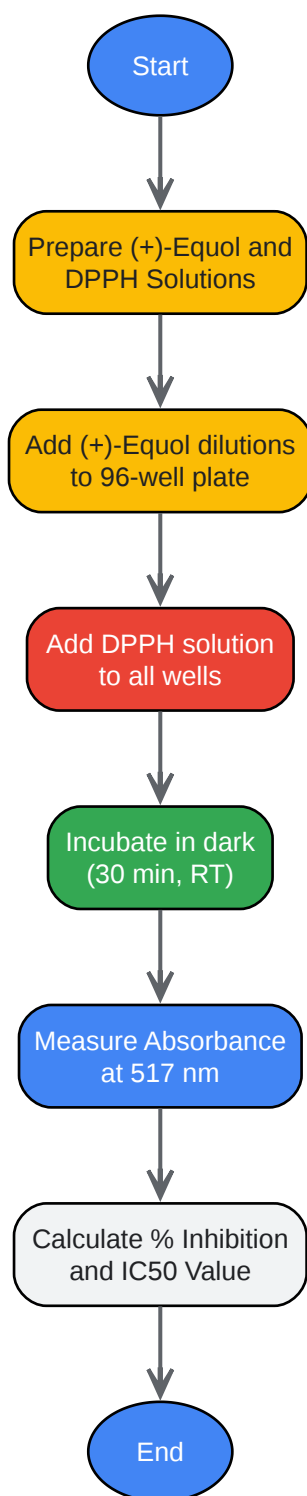 Start
Prepare (+)-Equol and
DPPH Solutions
Add (+)-Equol dilutions
to 96-well plate
Add DPPH solution
to all wells
Incubate in dark
(30 min, RT)
Measure Absorbance
at 517 nm
Calculate % Inhibition
and IC50 Value
End